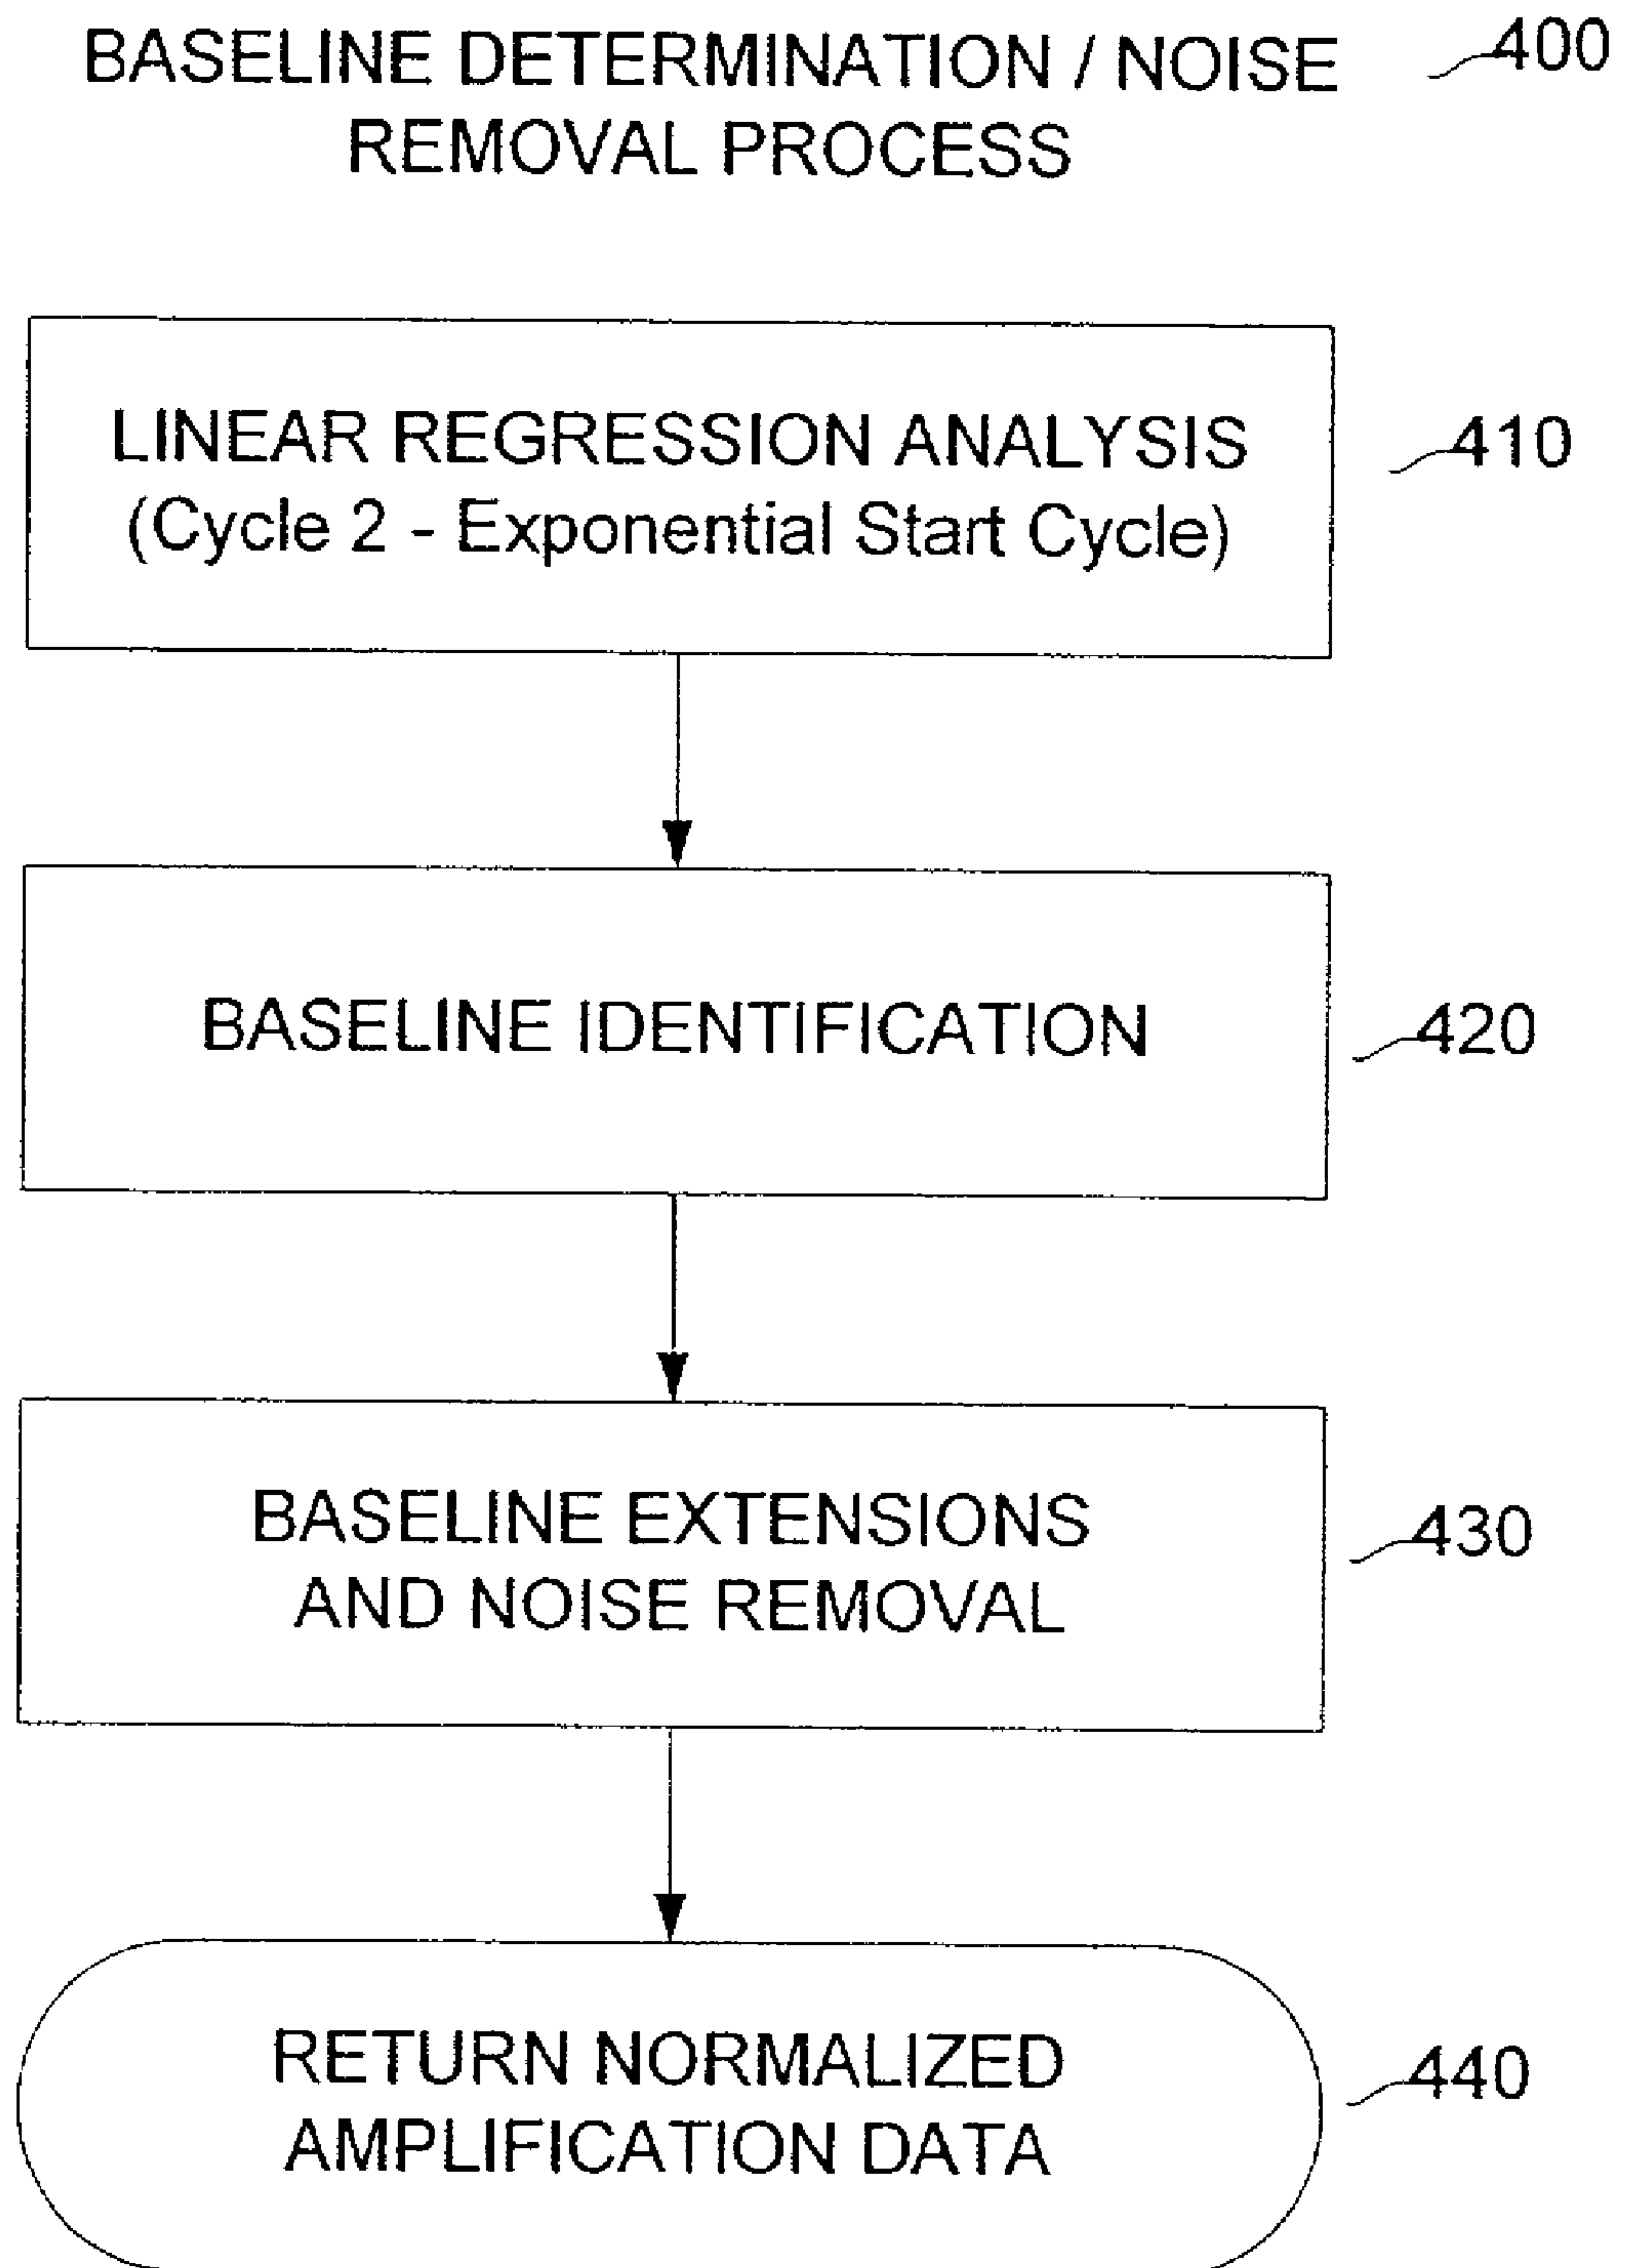 BASELINE DETERMINATION / NOISE
REMOVAL PROCESS
400
LINEAR REGRESSION ANALYSIS
(Cycle 2 - Exponential Start Cycle)
410
BASELINE IDENTIFICATION
420
BASELINE EXTENSIONS
AND NOISE REMOVAL
430
RETURN NORMALIZED
AMPLIFICATION DATA
440